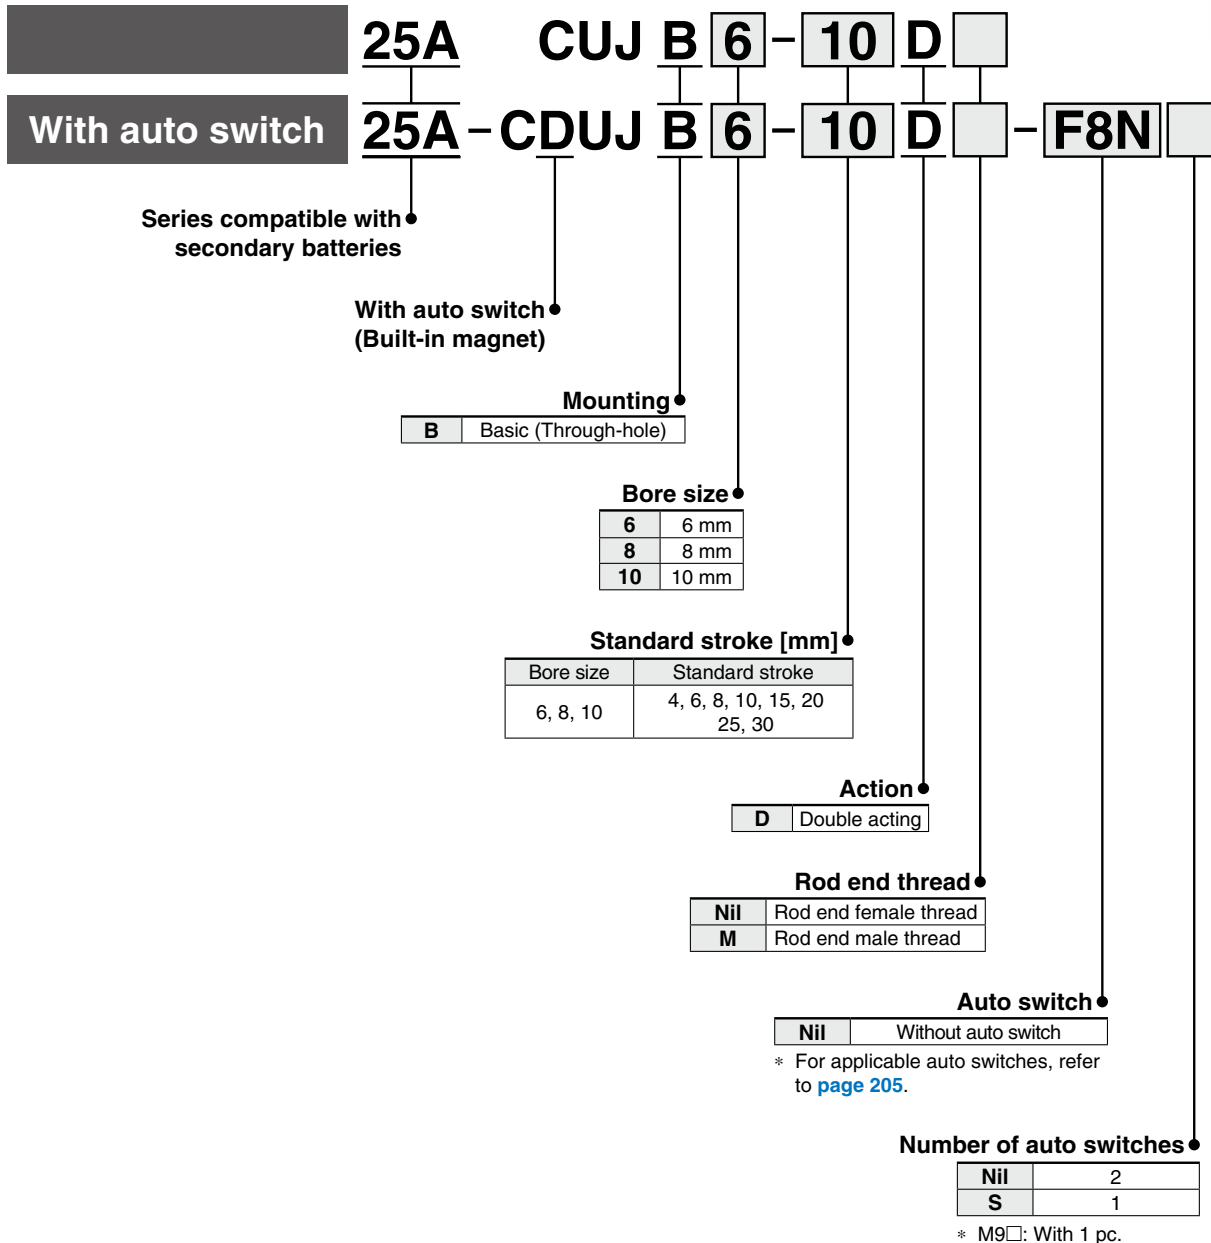 25A CUJ B 6 – 10 D
With auto switch 25A – CDUJ B 6 – 10 D – F8N
Series compatible with
secondary batteries
With auto switch
(Built-in magnet)
Mounting
B Basic (Through-hole)
Bore size
6 6 mm
8 8 mm
10 10 mm
Standard stroke [mm]
Bore size Standard stroke
6, 8, 10 4, 6, 8, 10, 15, 20
25, 30
Action
D Double acting
Rod end thread
Nil Rod end female thread
M Rod end male thread
Auto switch
Nil Without auto switch
* For applicable auto switches, refer
to page 205.
Number of auto switches
Nil 2
S 1
* M9□: With 1 pc.